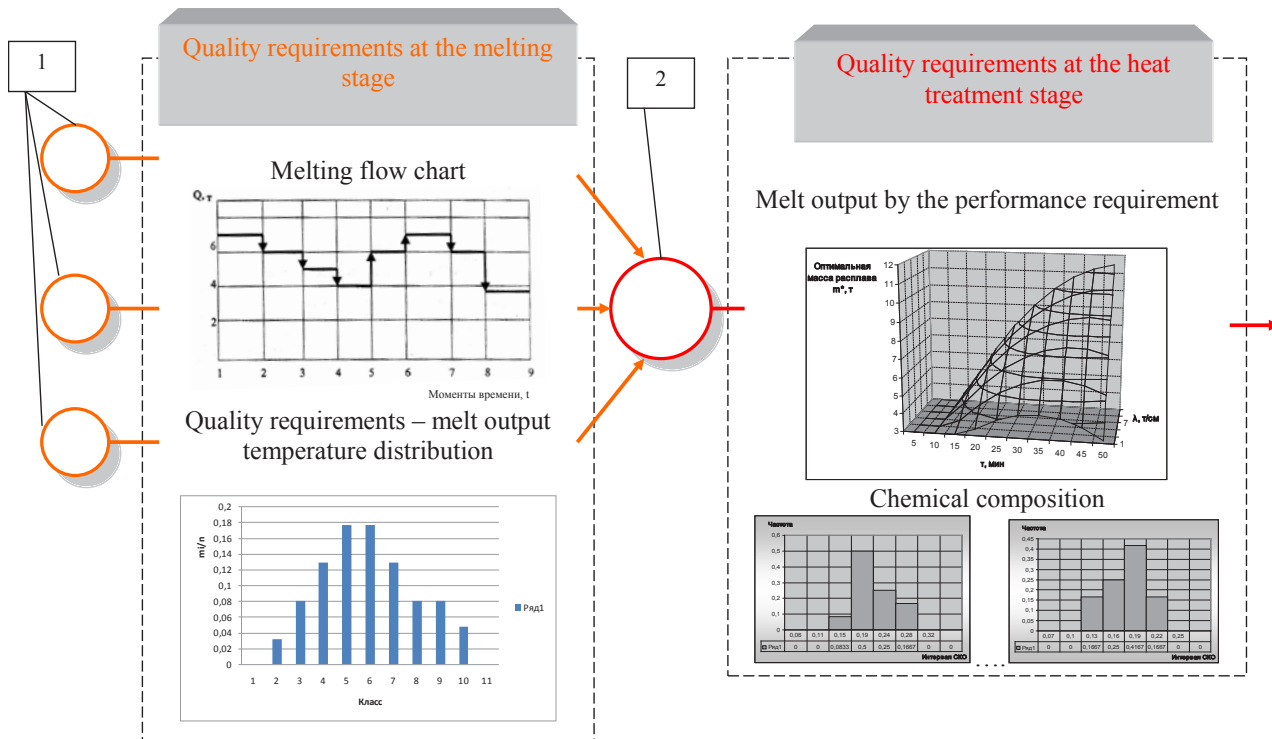 1
Quality requirements at the melting
stage
2
Quality requirements at the heat
treatment stage
Melting flow chart
Q,т
6
4
2
1 2 3 4 5 6 7 8 9
Моменты времени, t
Quality requirements – melt output
temperature distribution
0,2
0,18
0,16
0,14
0,12
0,1
0,08
0,06
0,04
0,02
0
mi/n
1 2 3 4 5 6 7 8 9 10 11
Класс
Ряд1
Melt output by the performance requirement
Оптимальная
масса расплава
m*, т
12
11
10
9
8
7
6
5
4
3
5 10 15 20 25 30 35 40 45 50
τ, мин
7
1
λ, т/см
Chemical composition
Частота
0,6
0,5
0,4
0,3
0,2
0,1
0
0,06 0,11 0,15 0,19 0,24 0,28 0,32
Ряд1 0 0 0,0833 0,5 0,25 0,1667 0 0
Интервал СКО
....
Частота
0,45
0,4
0,35
0,3
0,25
0,2
0,15
0,1
0,05
0
0,07 0,1 0,13 0,16 0,19 0,22 0,25
Ряд1 0 0 0,1667 0,25 0,4167 0,1667 0 0
Интервал СКО